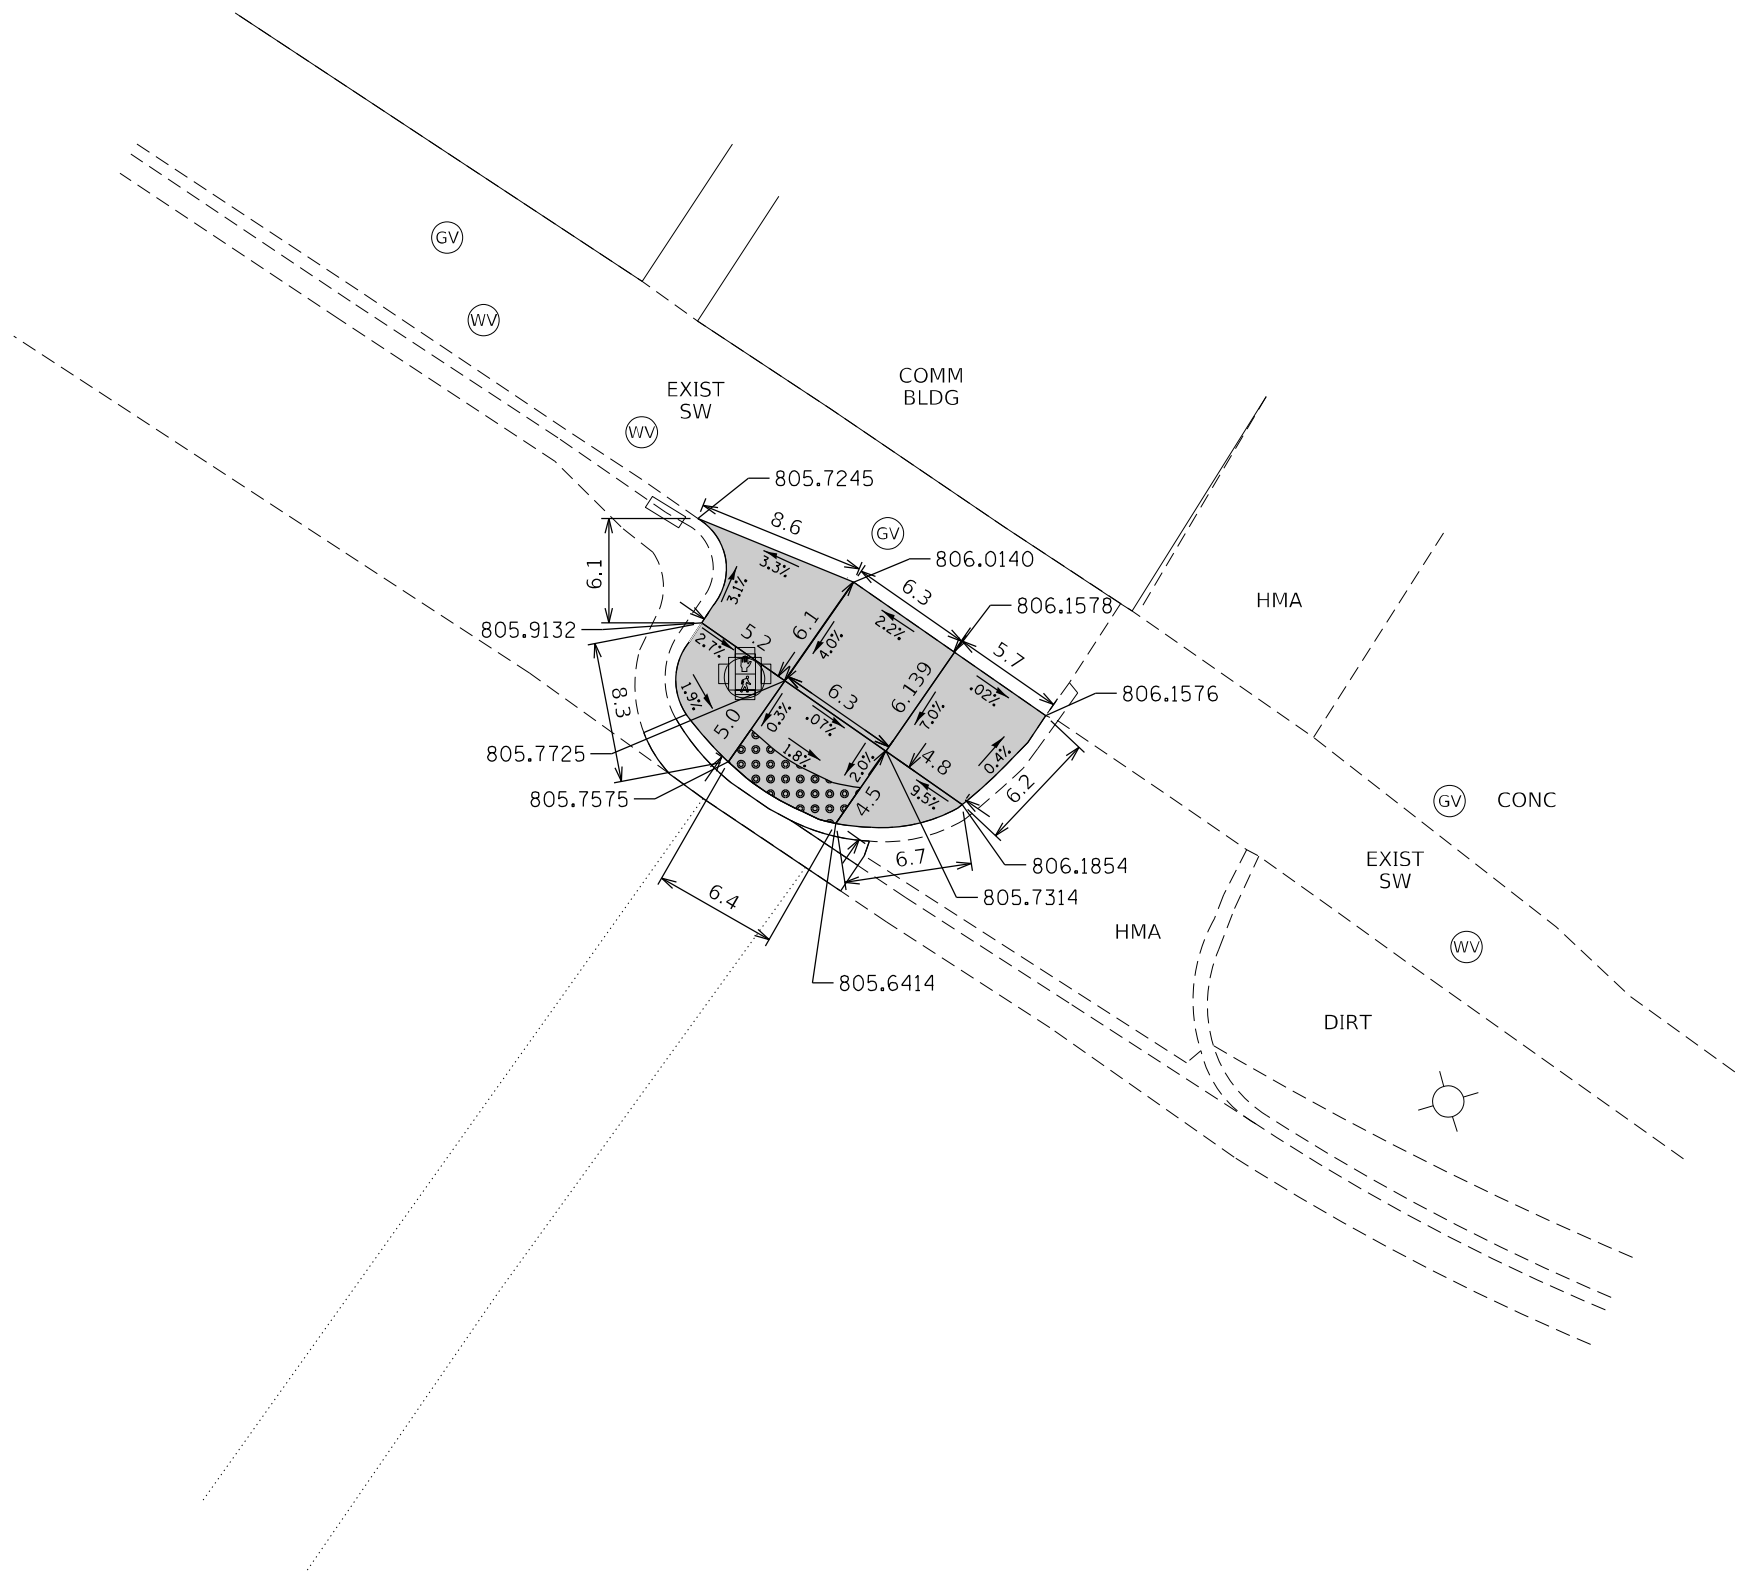 GV
WV
EXIST
SW
COMM
BLDG
WV
805.7245
8.6
GV
3.3%
806.0140
6.3
6.1
3.1%
806.1578
HMA
805.9132
2.7%
5.2
6.1
4.0%
2.2%
5.7
6.139
.02%
806.1576
8.3
1.9%
5.0
0.3%
6.3
.07%
7.0%
805.7725
1.8%
2.0%
4.8
0.4%
6.2
805.7575
4.5
9.5%
GV
CONC
6.7
806.1854
EXIST
SW
6.4
805.7314
HMA
WV
805.6414
DIRT